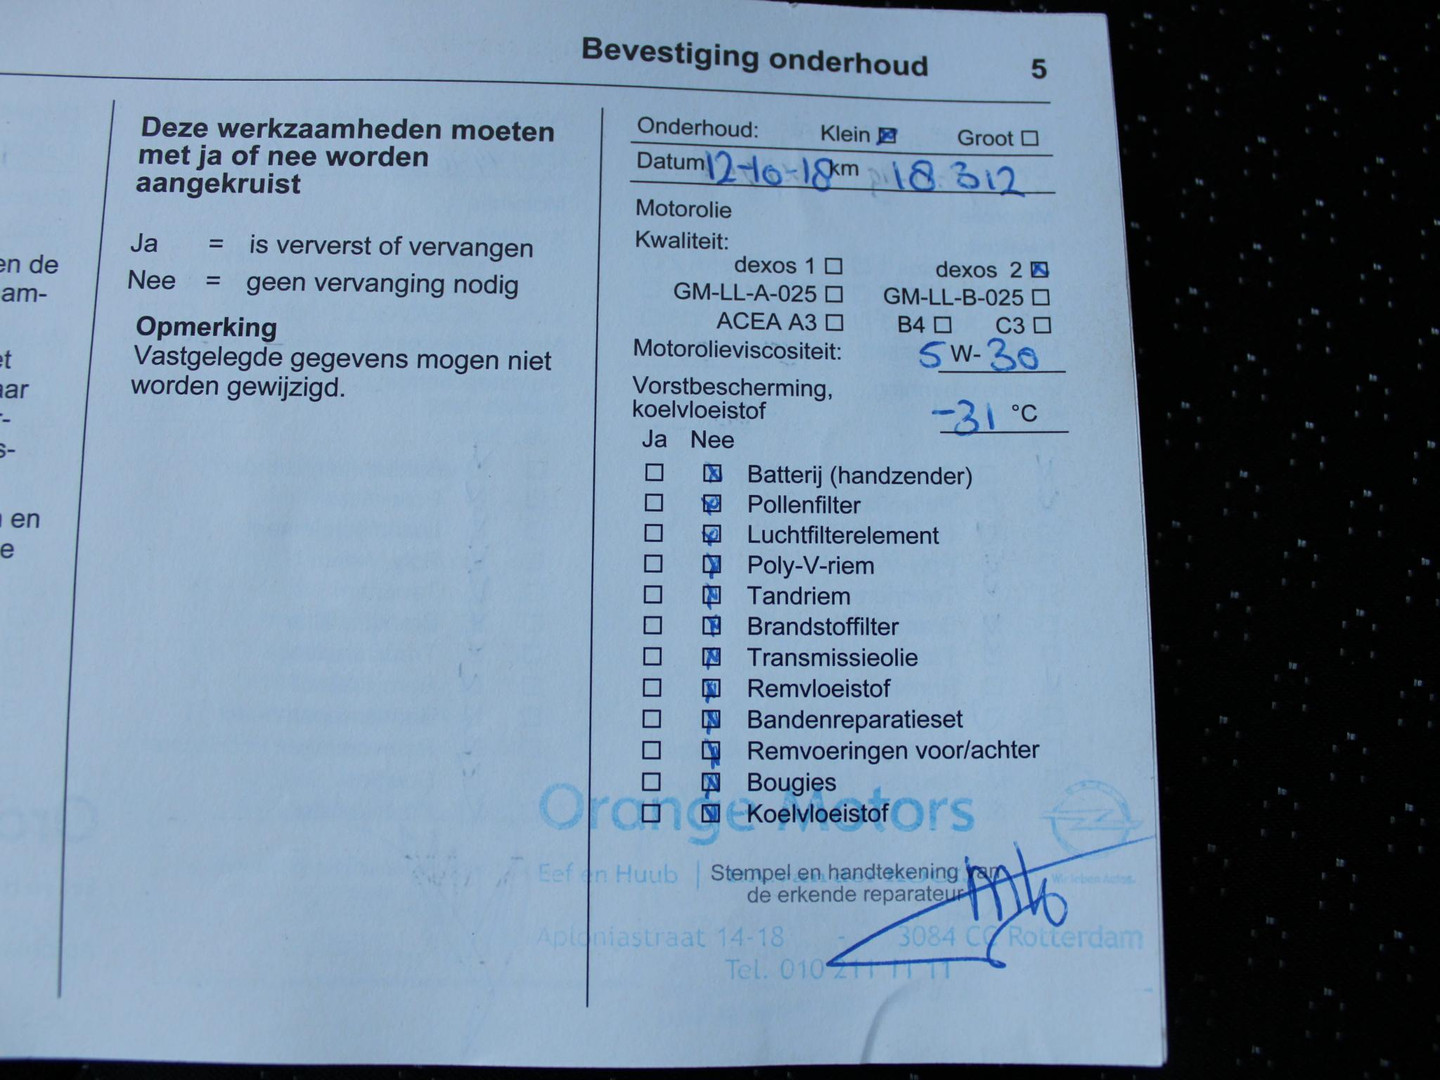 Bevestiging onderhoud 5
en de
am-
et
aar
r-
s-
en
e
Deze werkzaamheden moeten
met ja of nee worden
aangekruist
Ja = is ververst of vervangen
Nee = geen vervanging nodig
Opmerking
Vastgelegde gegevens mogen niet
worden gewijzigd.
Onderhoud: Klein Groot
Datum 12-10-18 km 18.312
Motorolie
Kwaliteit:
dexos 1 dexos 2
GM-LL-A-025 GM-LL-B-025
ACEA A3 B4 C3
Motorolieviscositeit: 5 W-30
Vorstbescherming,
koelvloeistof -31 °C
Ja Nee
Batterij (handzender)
Pollenfilter
Luchtfilterelement
Poly-V-riem
Tandriem
Brandstoffilter
Transmissieolie
Remvloeistof
Bandenreparatieset
Remvoeringen voor/achter
Bougies
Koelvloeistof
Orange Motors
Stempel en handtekening van
de erkende reparateur
Eef en Huub |
Wir leben Autos.
Aploniastraat 14-18 - 3084 CC Rotterdam
Tel. 010 211 11 11